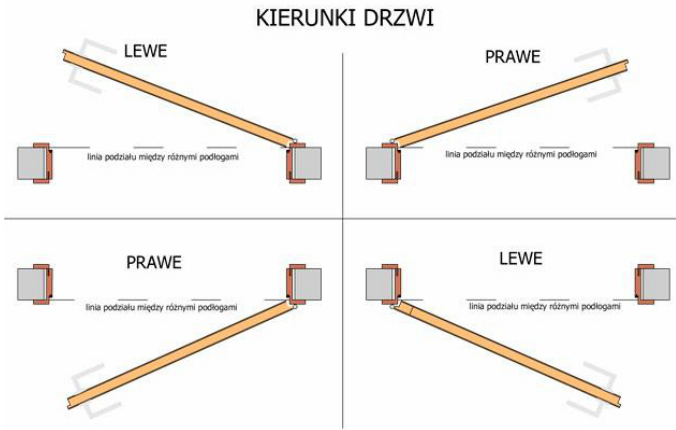 KIERUNKI DRZWI
LEWE
PRAWE
linia podziału między różnymi podłogami
linia podziału między różnymi podłogami
PRAWE
LEWE
linia podziału między różnymi podłogami
linia podziału między różnymi podłogami